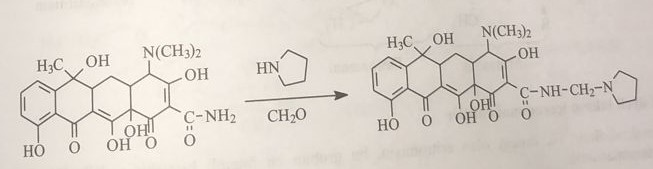 N(CH₃)₂
H₃C OH
OH
C-NH₂
O
OH
O
HO O OH
HN
CH₂O
N(CH₃)₂
H₃C OH
OH
C-NH-CH₂-N
O
OH
O
HO O OH